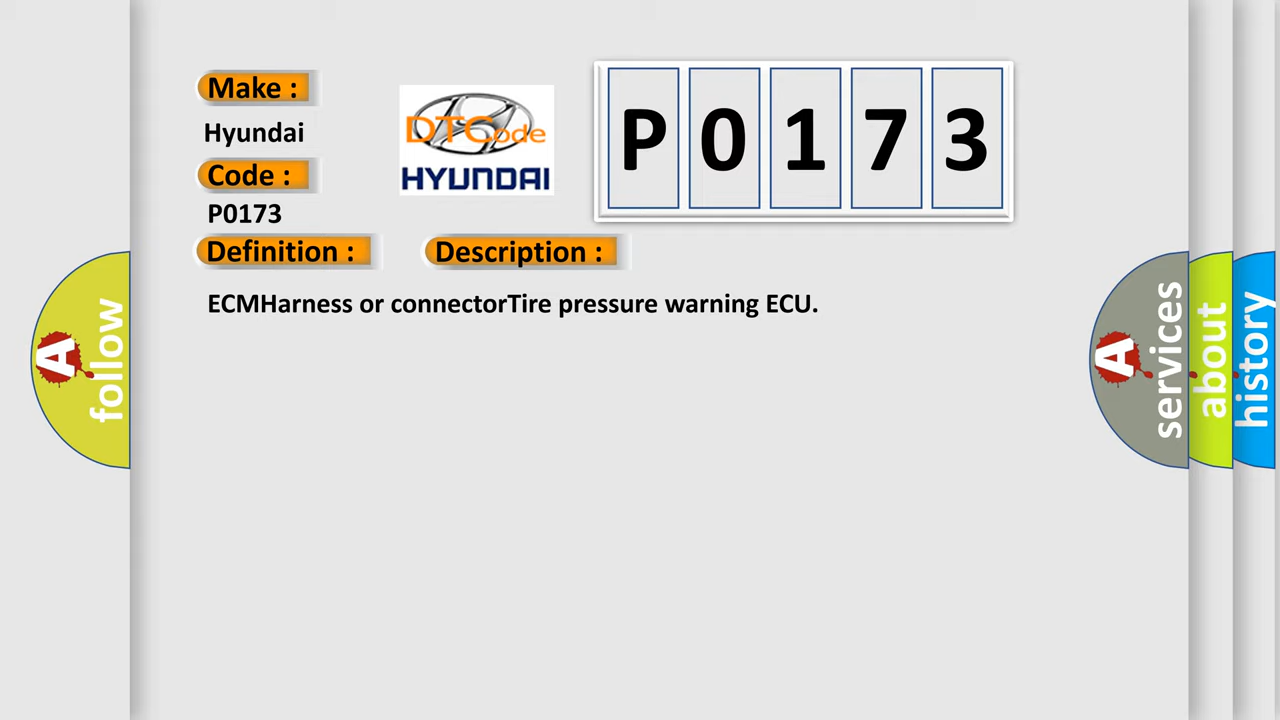 Make :
Hyundai
Code :
P0173
Definition :
Description :
ECMHarness or connectorTire pressure warning ECU.
DTCode
HYUNDAI
P0173
A follow
A services
about
history